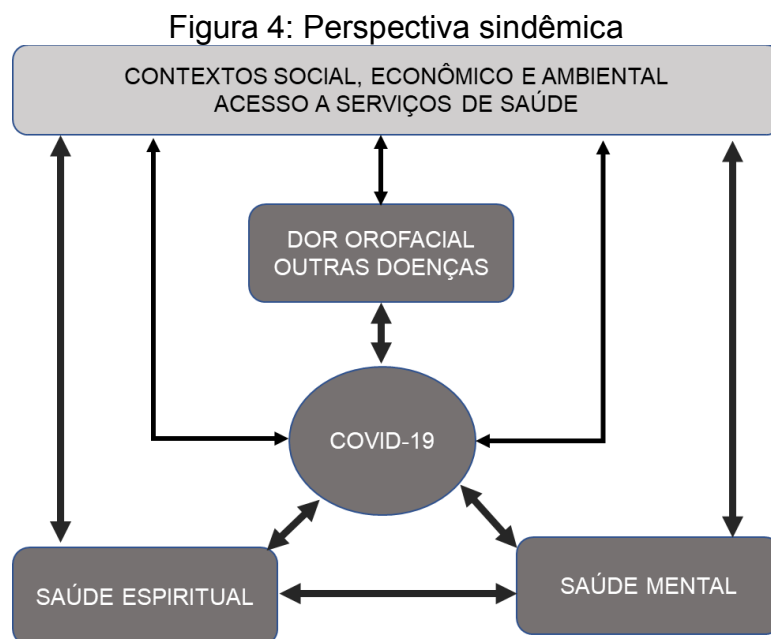 Figura 4: Perspectiva sindêmica
CONTEXTOS SOCIAL, ECONÔMICO E AMBIENTAL
ACESSO A SERVIÇOS DE SAÚDE
DOR OROFACIAL
OUTRAS DOENÇAS
COVID-19
SAÚDE ESPIRITUAL
SAÚDE MENTAL